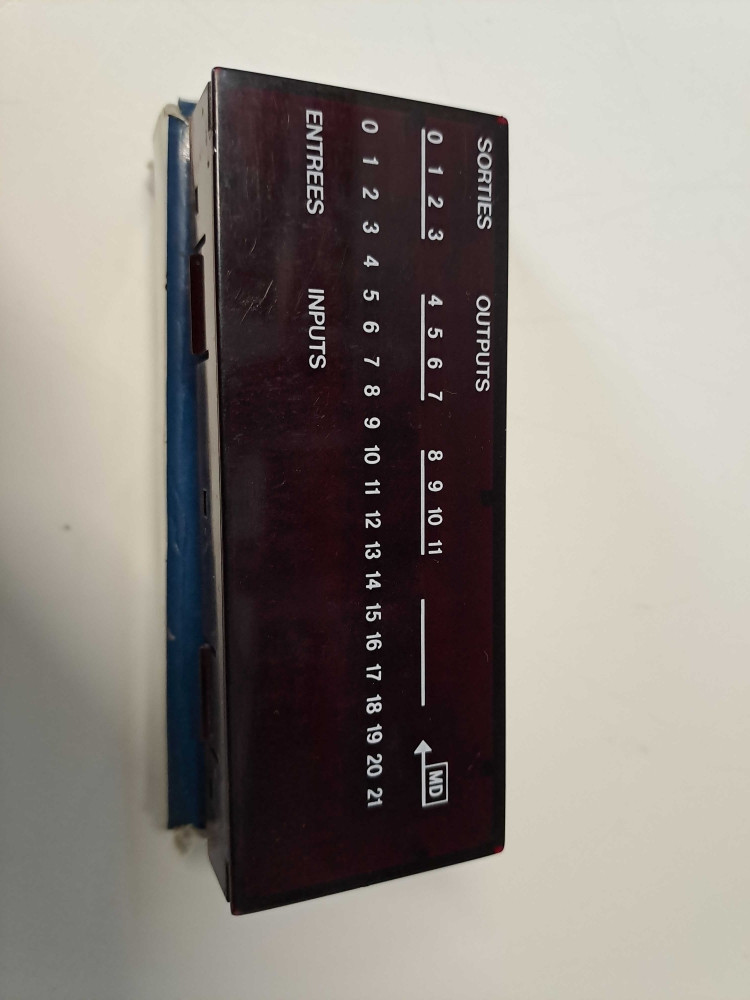 SORTIES OUTPUTS
0 1 2 3 4 5 6 7 8 9 10 11 MD
0 1 2 3 4 5 6 7 8 9 10 11 12 13 14 15 16 17 18 19 20 21
ENTREES INPUTS